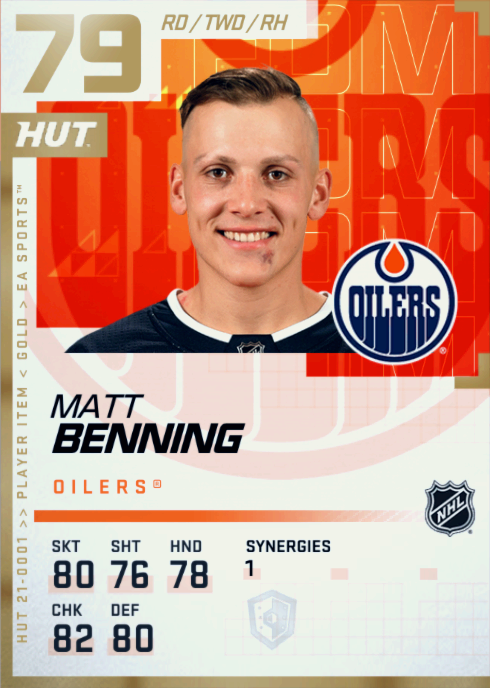 79
RD / TWD / RH
HUT
HUT 21-0001 >> PLAYER ITEM < GOLD > EA SPORTS™
OILERS®
MATT
BENNING
OILERS®
NHL
SKT SHT HND SYNERGIES
80 76 78 1
CHK DEF
82 80